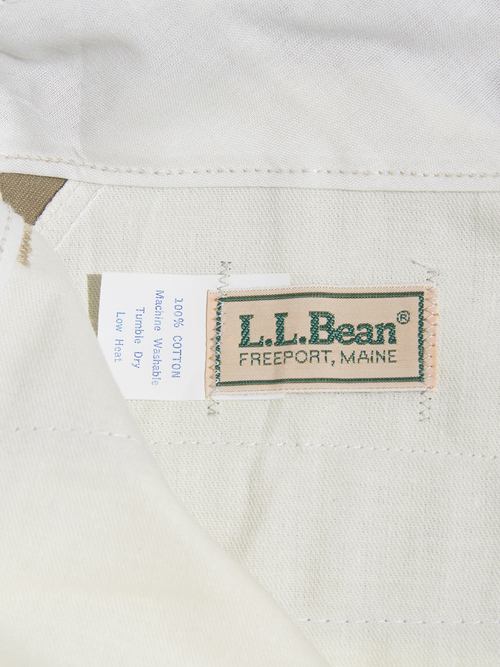 100% COTTON
Machine Washable
Tumble Dry
Low Heat
L.L.Bean®
FREEPORT, MAINE